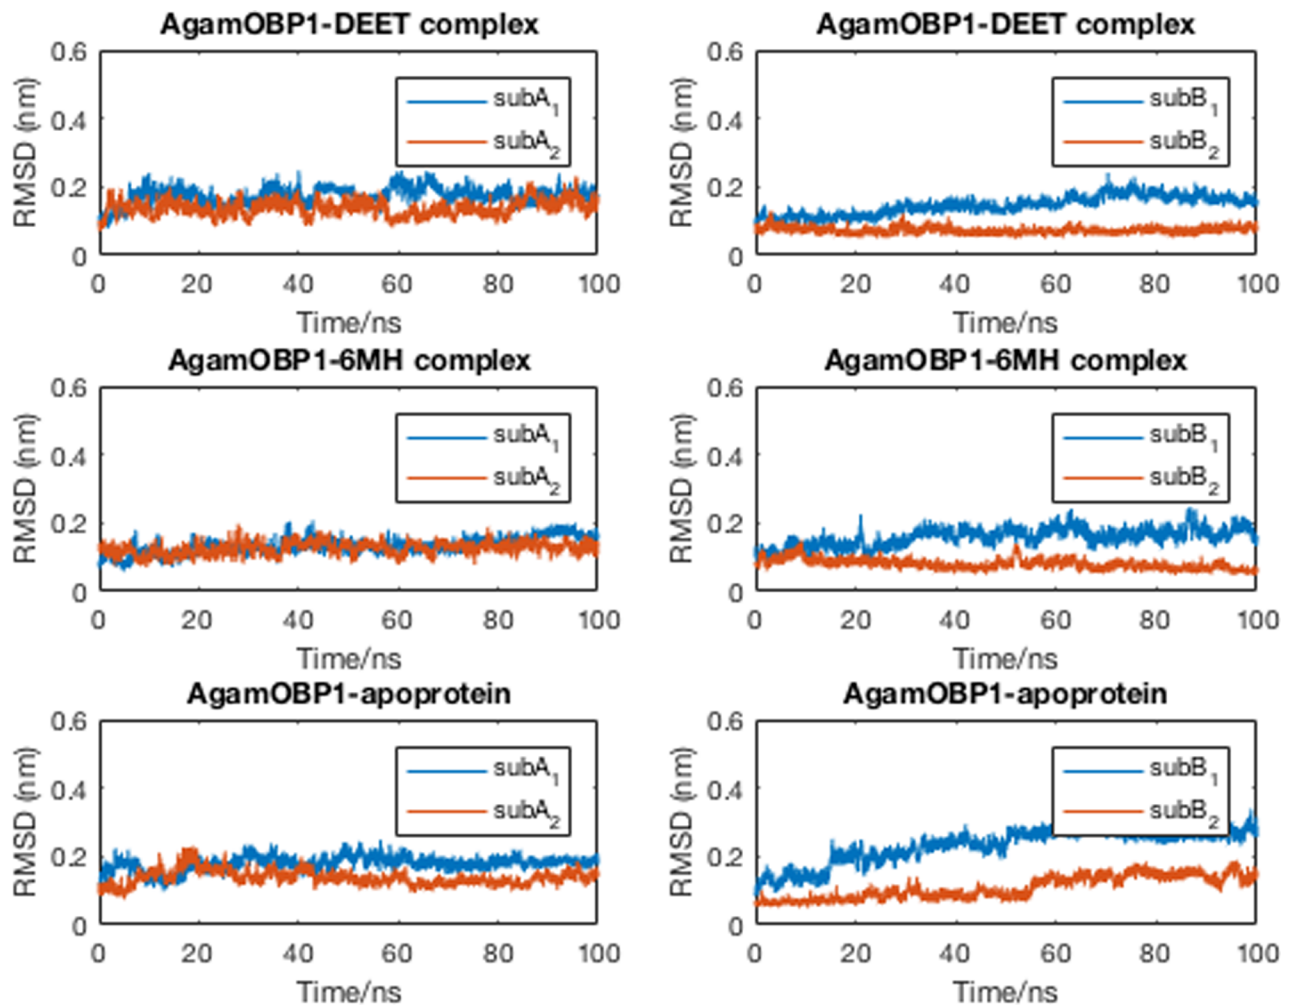 AgamOBP1-DEET complex
RMSD (nm)
0.6
0.4
0.2
0
subA1
subA2
0 20 40 60 80 100
Time/ns
AgamOBP1-DEET complex
RMSD (nm)
0.6
0.4
0.2
0
subB1
subB2
0 20 40 60 80 100
Time/ns
AgamOBP1-6MH complex
RMSD (nm)
0.6
0.4
0.2
0
subA1
subA2
0 20 40 60 80 100
Time/ns
AgamOBP1-6MH complex
RMSD (nm)
0.6
0.4
0.2
0
subB1
subB2
0 20 40 60 80 100
Time/ns
AgamOBP1-apoprotein
RMSD (nm)
0.6
0.4
0.2
0
subA1
subA2
0 20 40 60 80 100
Time/ns
AgamOBP1-apoprotein
RMSD (nm)
0.6
0.4
0.2
0
subB1
subB2
0 20 40 60 80 100
Time/ns